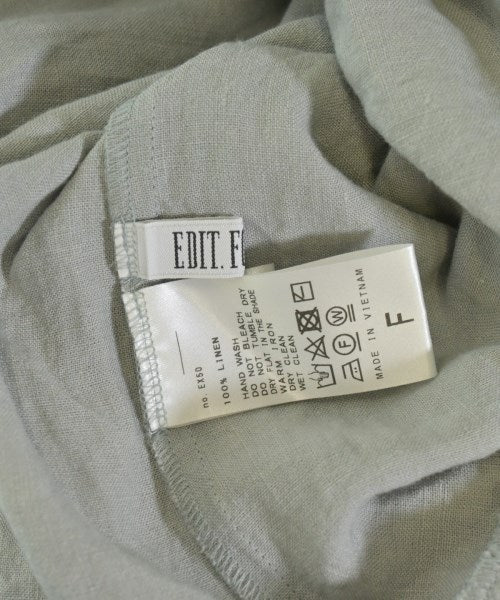 EDIT. F
no. EX50
100% LINEN
HAND WASH
DO NOT BLEACH
DO NOT TUMBLE DRY
DRY FLAT IN THE SHADE
WARM IRON
DRY CLEAN
WET CLEAN
W
F
MADE IN VIETNAM
F